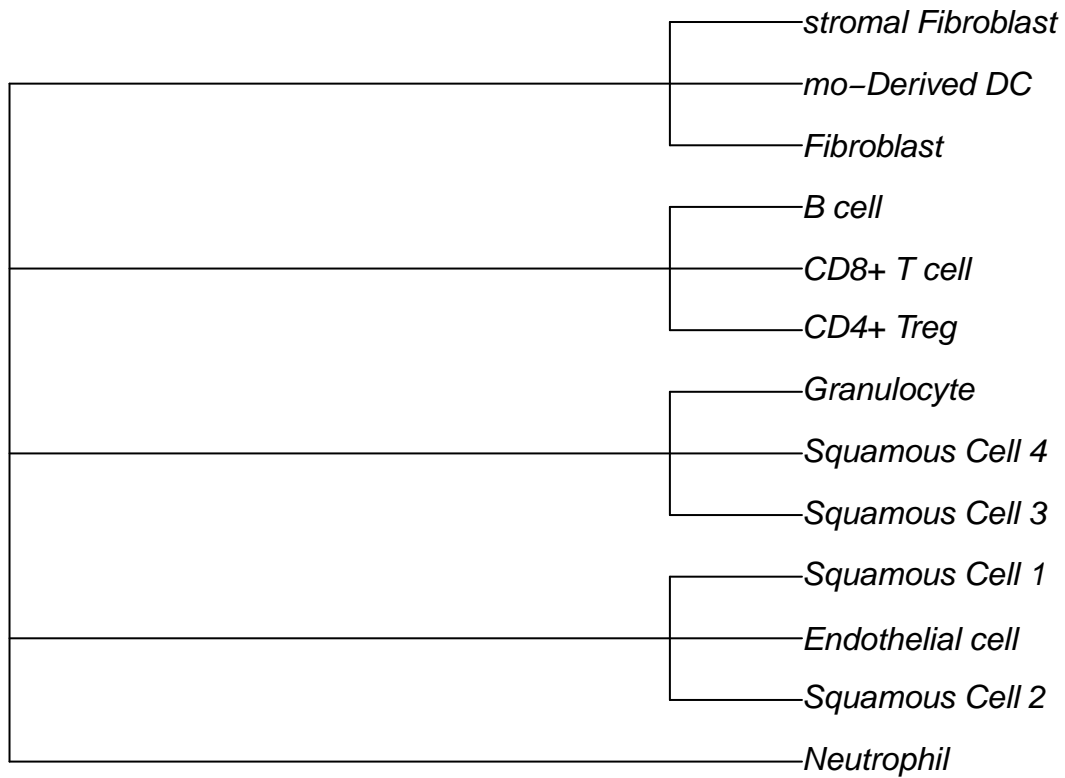 stromal Fibroblast
mo−Derived DC
Fibroblast
B cell
CD8+ T cell
CD4+ Treg
Granulocyte
Squamous Cell 4
Squamous Cell 3
Squamous Cell 1
Endothelial cell
Squamous Cell 2
Neutrophil